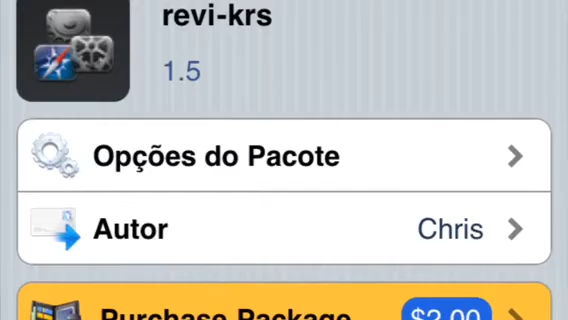 revi-krs
1.5
Opções do Pacote
Autor Chris
Purchase Package $2.00